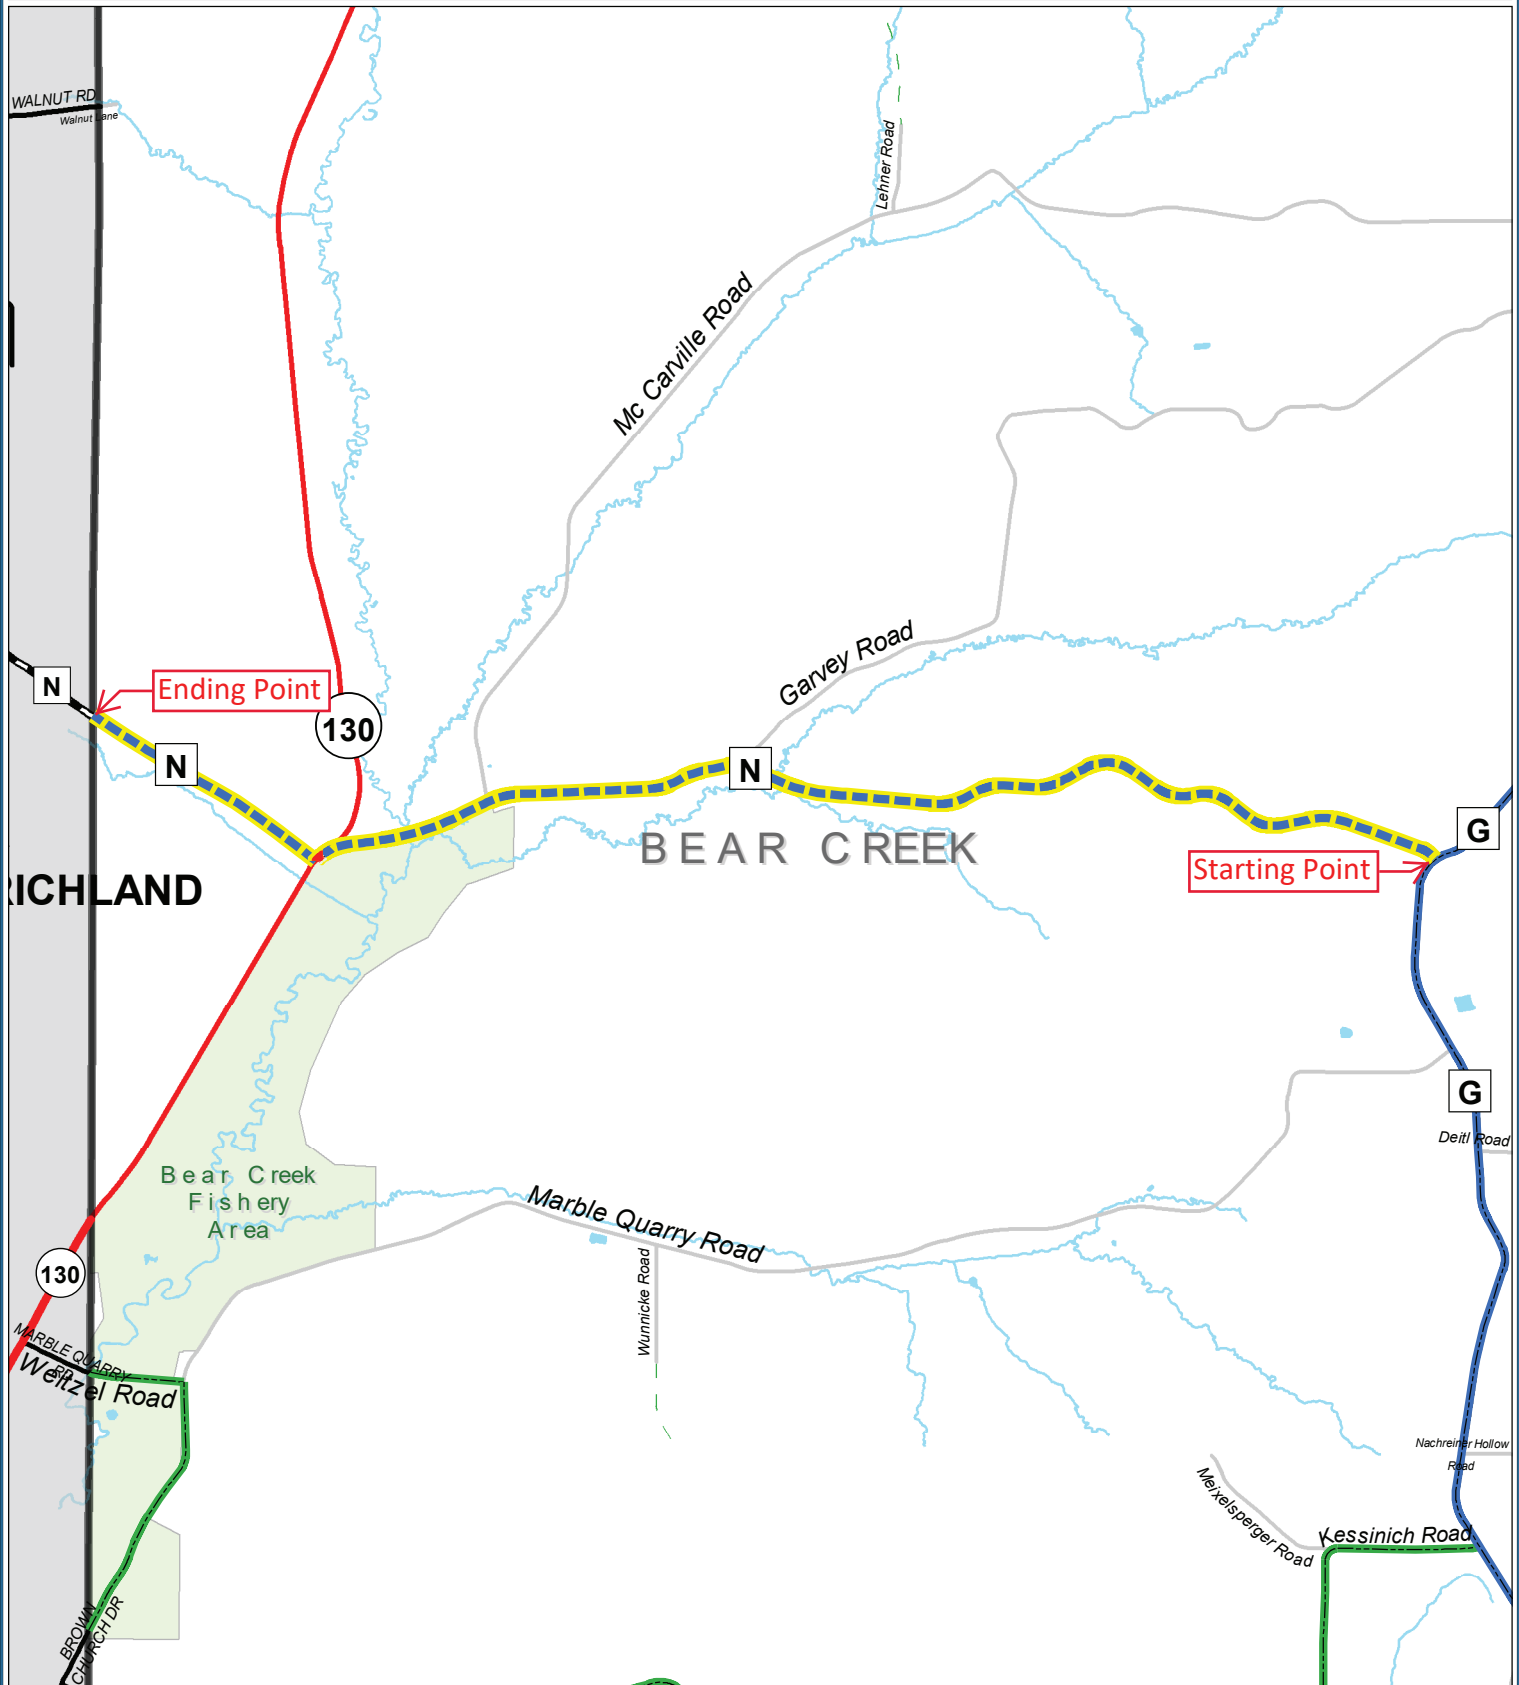 WALNUT RD
Walnut Lane
Lehner Road
Mc Carville Road
Garvey Road
N
Ending Point
130
N
N
G
BEAR CREEK
Starting Point
RICHLAND
G
Deitl Road
Bear Creek
Fishery
Area
Marble Quarry Road
Wunnicke Road
130
MARBLE QUARRY
RD
Weitzel Road
Nachreiner Hollow
Road
Meixelsperger Road
Kessinich Road
BROWN
CHURCH DR